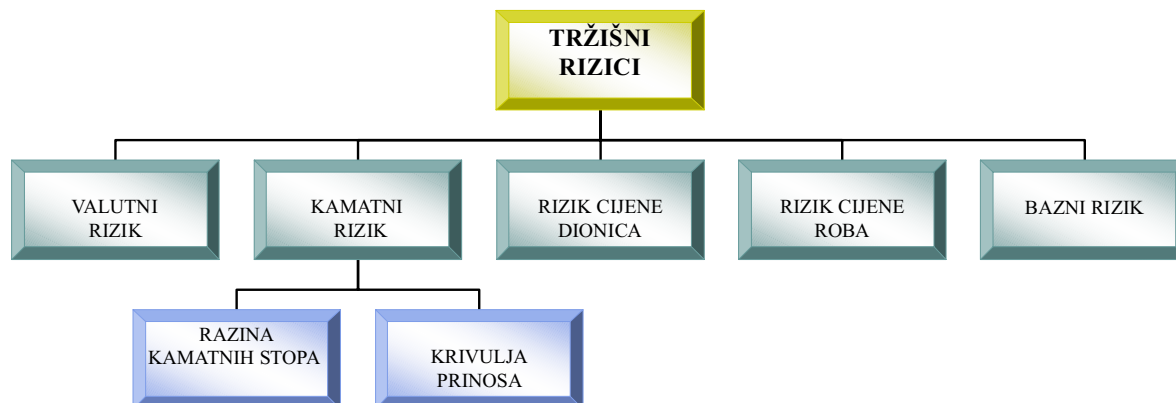 TRŽIŠNI
RIZICI
VALUTNI
RIZIK
KAMATNI
RIZIK
RIZIK CIJENE
DIONICA
RIZIK CIJENE
ROBA
BAZNI RIZIK
RAZINA
KAMATNIH STOPA
KRIVULJA
PRINOSA